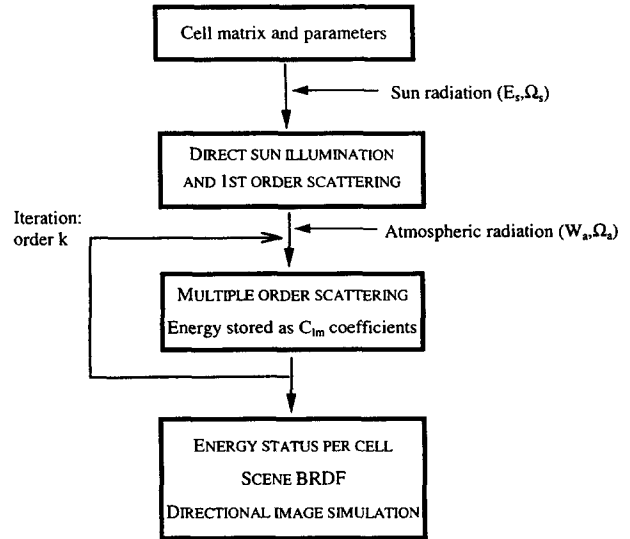 Cell matrix and parameters
Sun radiation (Es,Ωs)
DIRECT SUN ILLUMINATION
AND 1ST ORDER SCATTERING
Iteration:
order k
Atmospheric radiation (Wa,Ωa)
MULTIPLE ORDER SCATTERING
Energy stored as Clm coefficients
ENERGY STATUS PER CELL
SCENE BRDF
DIRECTIONAL IMAGE SIMULATION